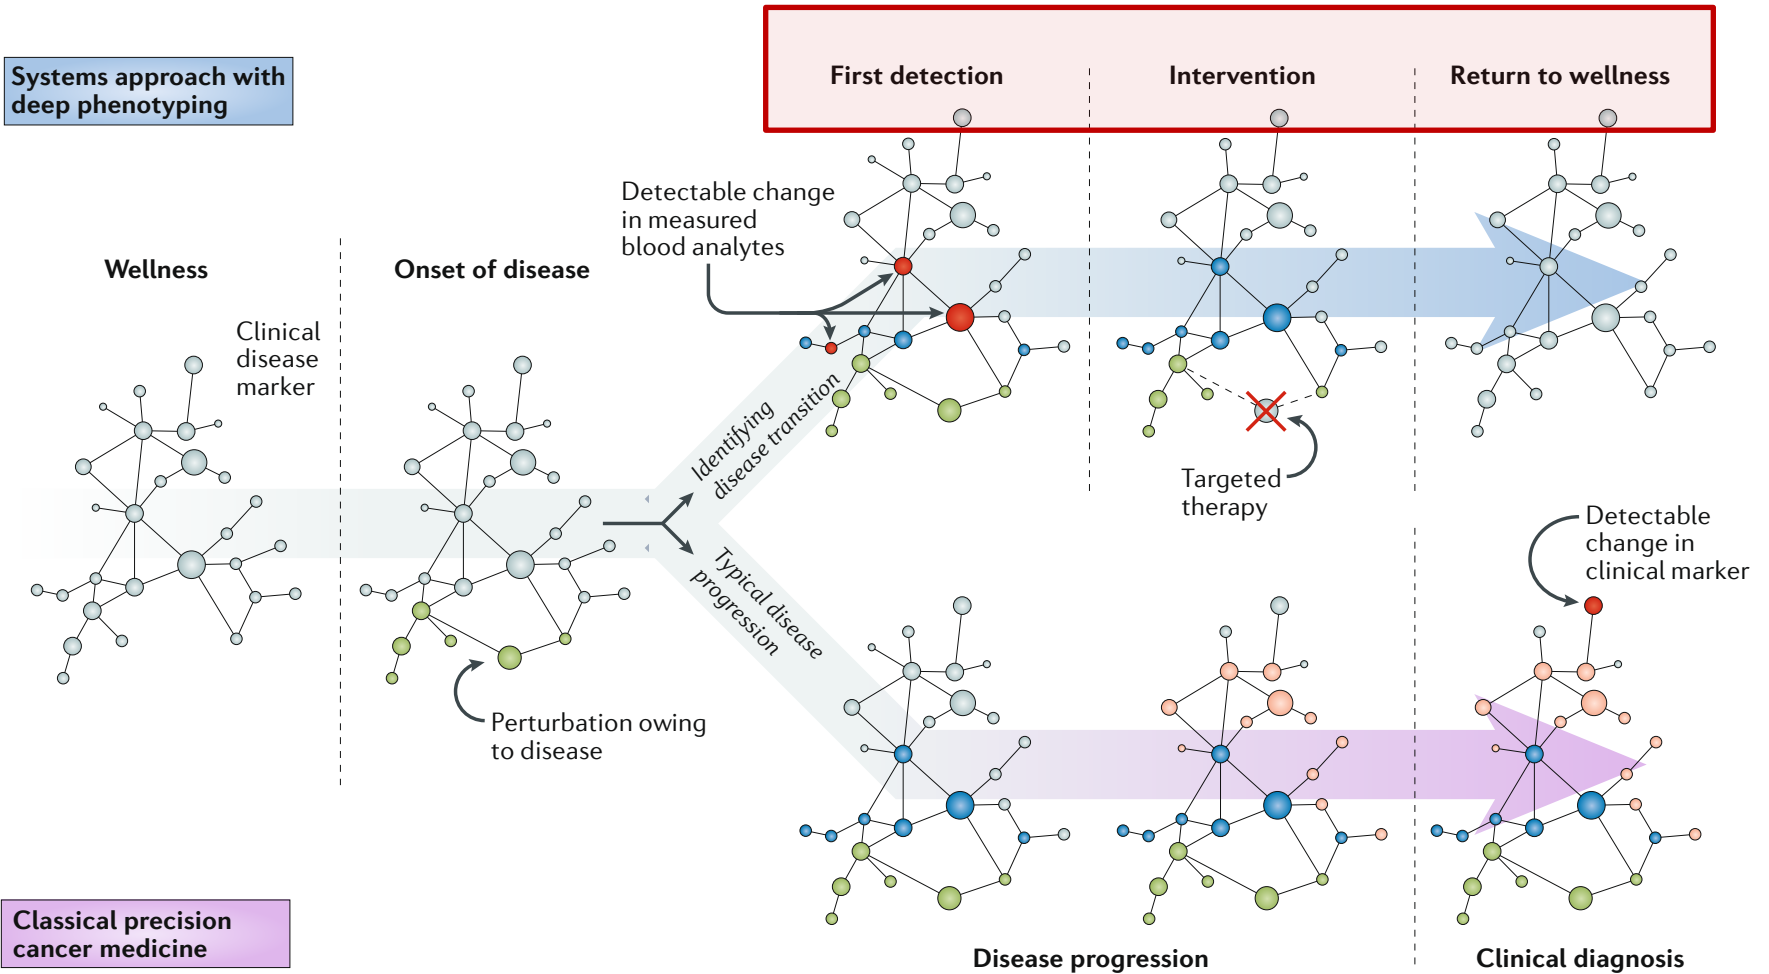 Systems approach with
deep phenotyping
First detection
Intervention
Return to wellness
Detectable change
in measured
blood analytes
Wellness
Onset of disease
Clinical
disease
marker
Identifying
disease transition
Targeted
therapy
Detectable
change in
clinical marker
Typical disease
progression
Perturbation owing
to disease
Classical precision
cancer medicine
Disease progression
Clinical diagnosis